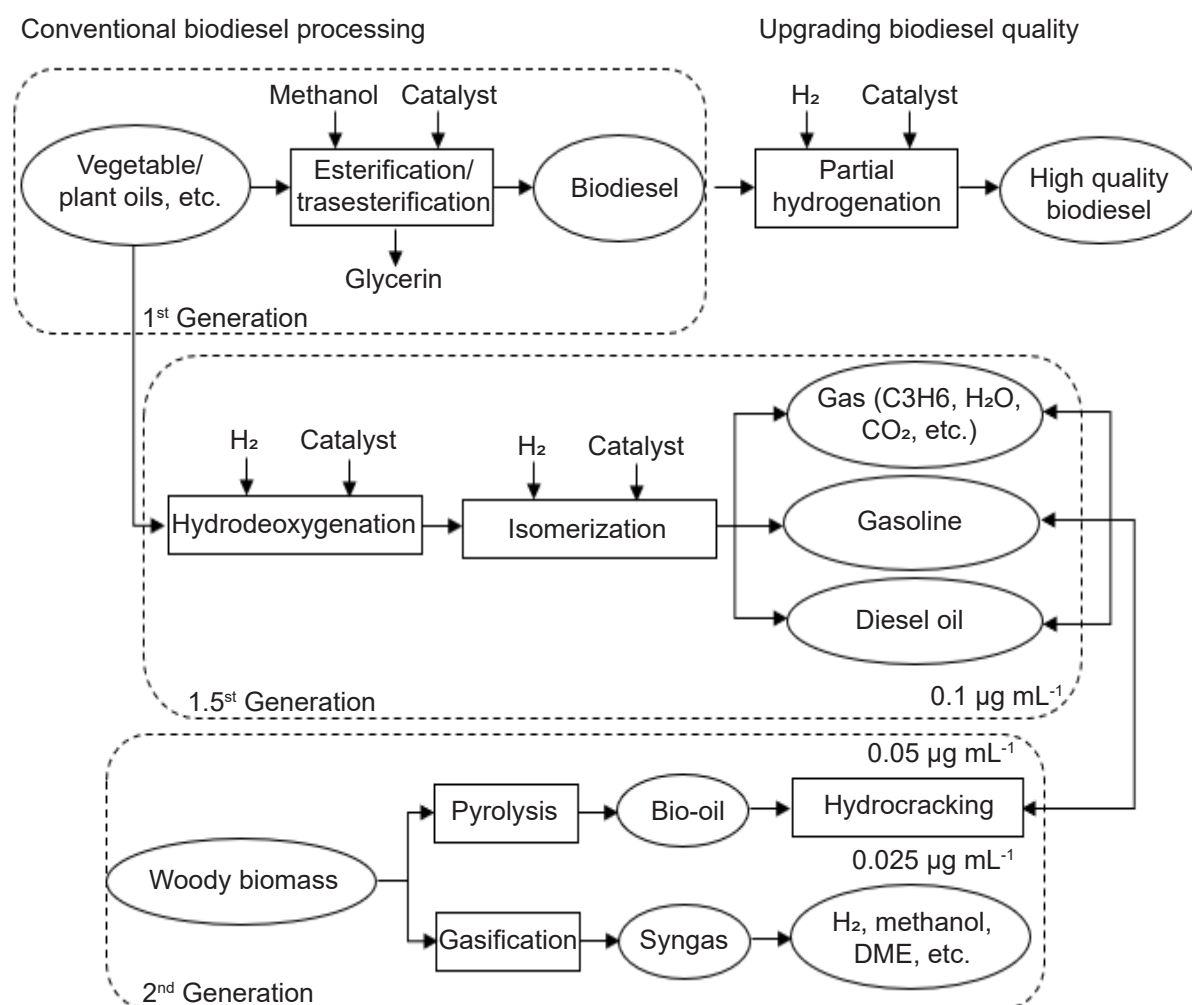 Conventional biodiesel processing
Upgrading biodiesel quality
Methanol
Catalyst
H₂
Catalyst
Vegetable/
plant oils, etc.
Esterification/
trasesterification
Biodiesel
Partial
hydrogenation
High quality
biodiesel
Glycerin
1st Generation
H₂
Catalyst
H₂
Catalyst
Gas (C3H6, H₂O,
CO₂, etc.)
Hydrodeoxygenation
Isomerization
Gasoline
Diesel oil
1.5st Generation
0.1 µg mL-1
0.05 µg mL-1
Pyrolysis
Bio-oil
Hydrocracking
0.025 µg mL-1
Woody biomass
Gasification
Syngas
H₂, methanol,
DME, etc.
2nd Generation